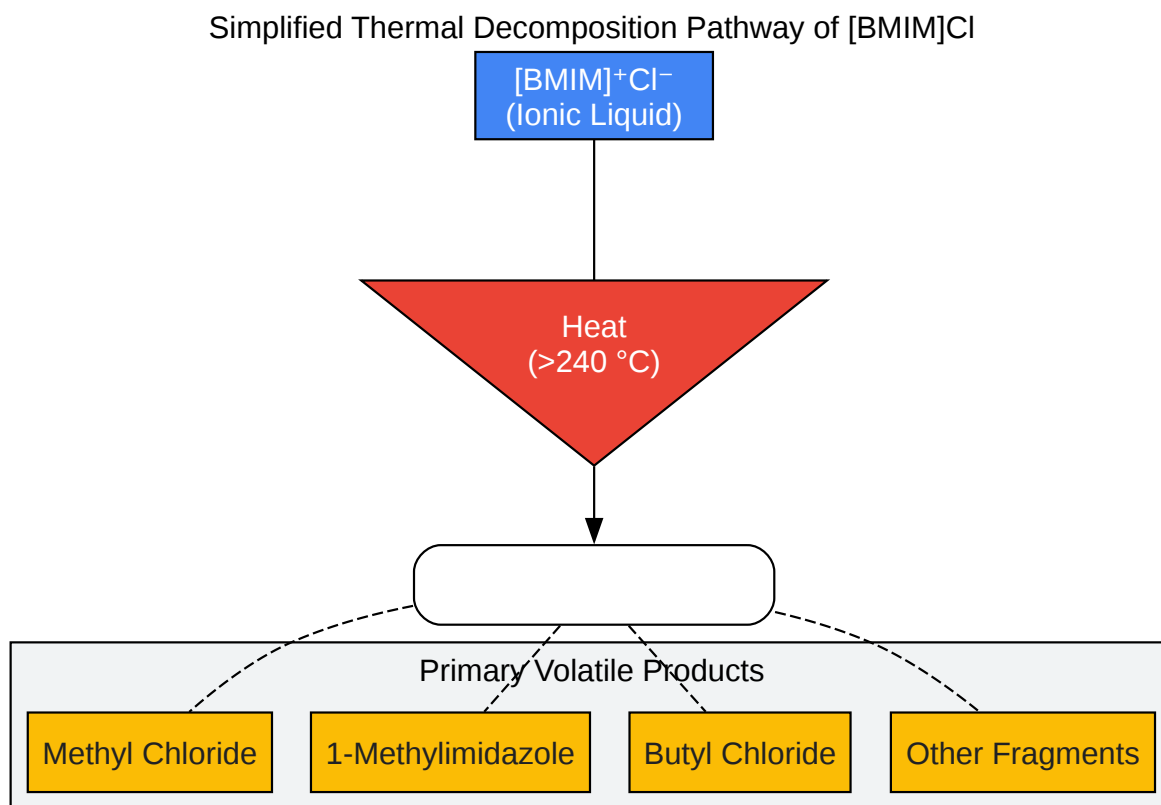 Simplified Thermal Decomposition Pathway of [BMIM]Cl
[BMIM]⁺Cl⁻
(Ionic Liquid)
Heat
(>240 °C)
Primary Volatile Products
Methyl Chloride
1-Methylimidazole
Butyl Chloride
Other Fragments